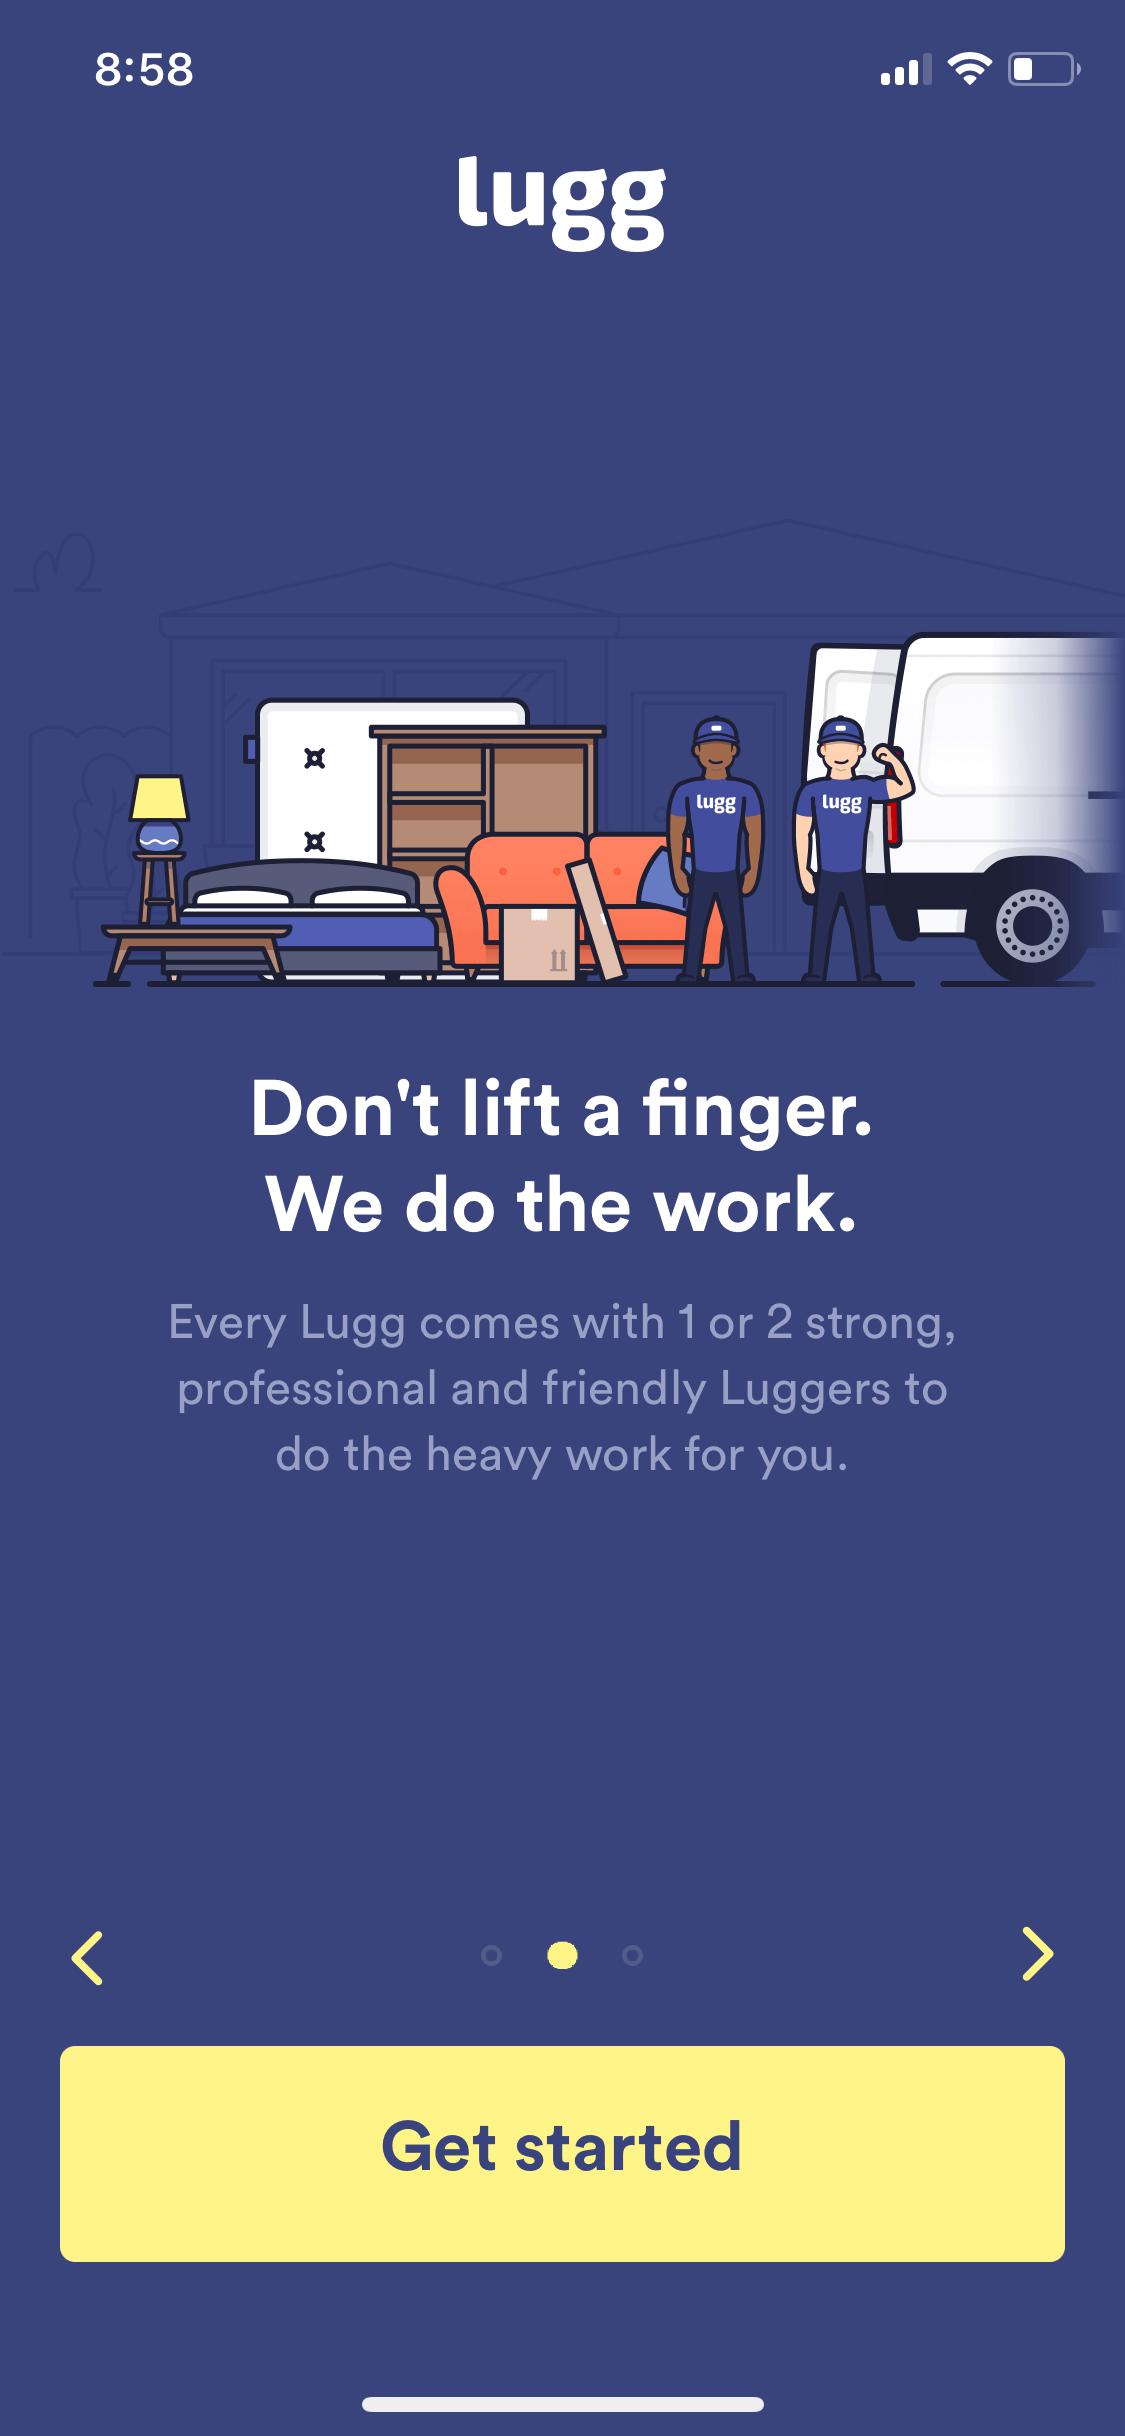 8:58
lugg
lugg
lugg
Don't lift a finger.
We do the work.
Every Lugg comes with 1 or 2 strong,
professional and friendly Luggers to
do the heavy work for you.
Get started